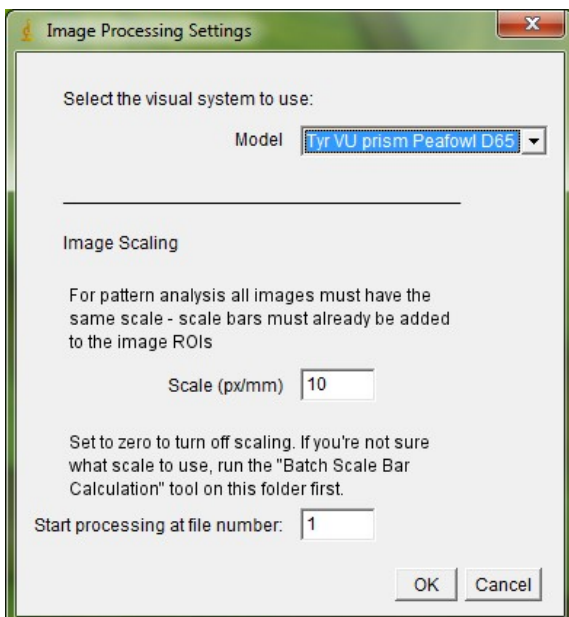 Image Processing Settings
Select the visual system to use:
Model Tyr VU prism Peafowl D65
Image Scaling
For pattern analysis all images must have the
same scale - scale bars must already be added
to the image ROIs
Scale (px/mm) 10
Set to zero to turn off scaling. If you're not sure
what scale to use, run the "Batch Scale Bar
Calculation" tool on this folder first.
Start processing at file number: 1
OK Cancel